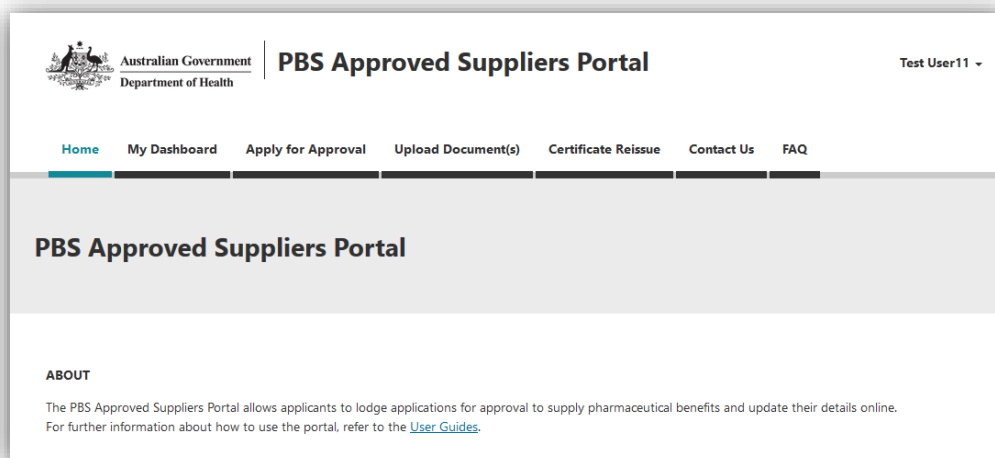 Australian Government
Department of Health
PBS Approved Suppliers Portal
Test User11
Home My Dashboard Apply for Approval Upload Document(s) Certificate Reissue Contact Us FAQ
PBS Approved Suppliers Portal
ABOUT
The PBS Approved Suppliers Portal allows applicants to lodge applications for approval to supply pharmaceutical benefits and update their details online.
For further information about how to use the portal, refer to the User Guides.